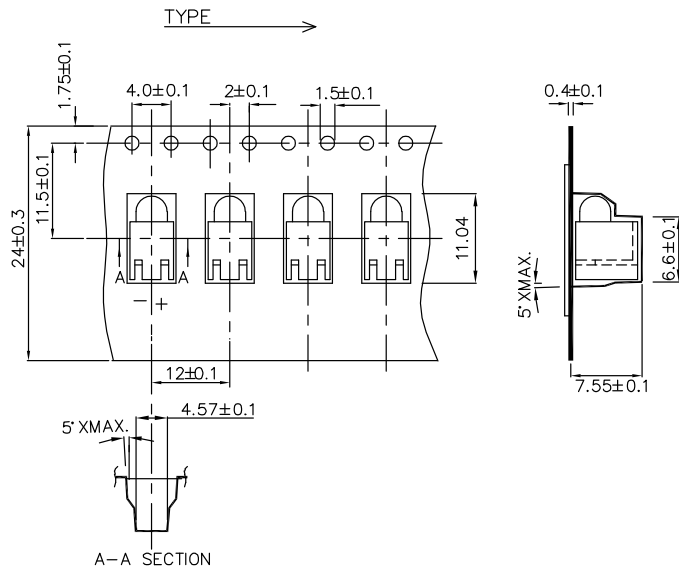 TYPE
1.75±0.1
4.0±0.1
2±0.1
1.5±0.1
0.4±0.1
24±0.3
11.5±0.1
11.04
A
A
− +
6.6±0.1
5°XMAX.
7.55±0.1
12±0.1
4.57±0.1
5°XMAX.
A−A SECTION